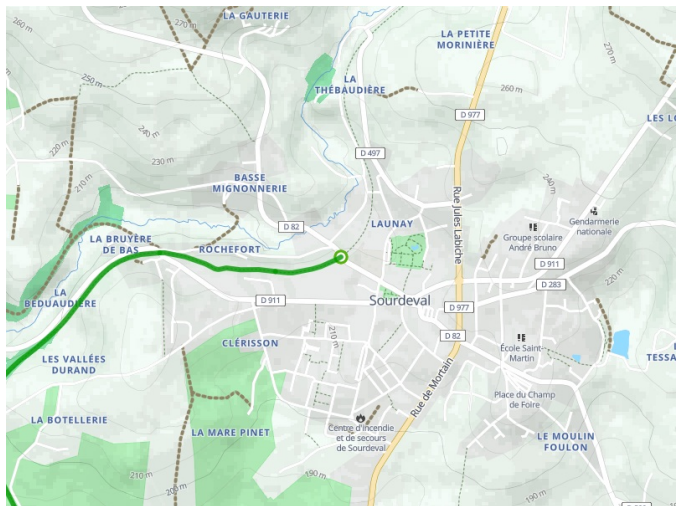 LA GAUTERIE
260 m
260 m
LA PETITE
MORINIÈRE
270 m
250 m
LA
THÉBAUDIÈRE
260 m
D 977
LES LO
240 m
D 497
230 m
210 m
BASSE
MIGNONNERIE
240 m
Rue Jules Labiche
Gendarmerie
nationale
D 82
LAUNAY
Groupe scolaire
André Bruno
LA BRUYÈRE
DE BAS
ROCHEFORT
D 911
220 m
D 283
LA
BÉDUAUDIÈRE
D 911
Sourdeval
D 977
210 m
D 82
CLÉRISSON
École Saint-
Martin
TESSA
LES VALLÉES
DURAND
Rue de Mortain
Place du Champ
de Foire
LA BOTELLERIE
LA MARE PINET
Centre d'incendie
et de secours
de Sourdeval
LE MOULIN
FOULON
210 m
190 m
200 m
190 m